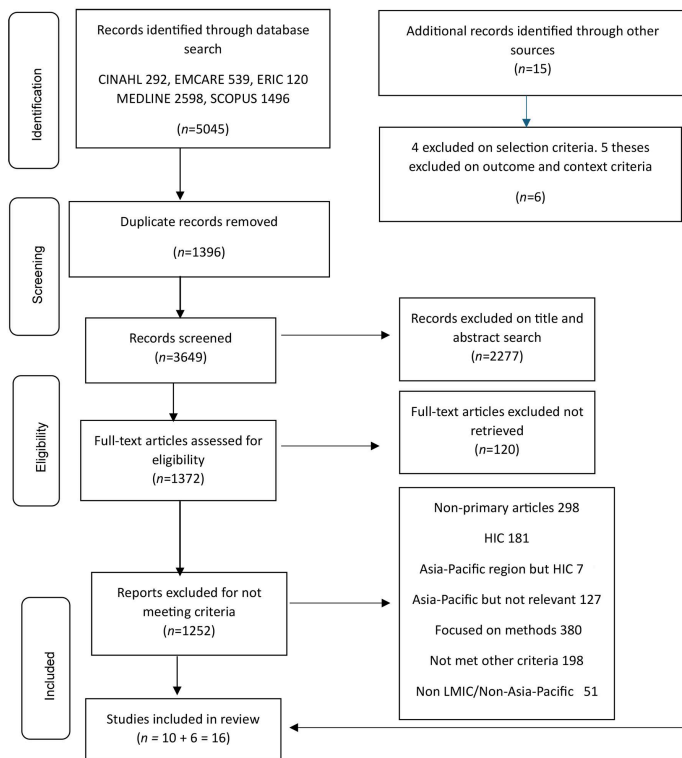 Identification
Records identified through database
search
CINAHL 292, EMCARE 539, ERIC 120
MEDLINE 2598, SCOPUS 1496
(n=5045)
Additional records identified through other
sources
(n=15)
4 excluded on selection criteria. 5 theses
excluded on outcome and context criteria
(n=6)
Screening
Duplicate records removed
(n=1396)
Records screened
(n=3649)
Records excluded on title and
abstract search
(n=2277)
Eligibility
Full-text articles assessed for
eligibility
(n=1372)
Full-text articles excluded not
retrieved
(n=120)
Included
Reports excluded for not
meeting criteria
(n=1252)
Non-primary articles 298
HIC 181
Asia-Pacific region but HIC 7
Asia-Pacific but not relevant 127
Focused on methods 380
Not met other criteria 198
Non LMIC/Non-Asia-Pacific 51
Studies included in review
(n = 10 + 6 = 16)